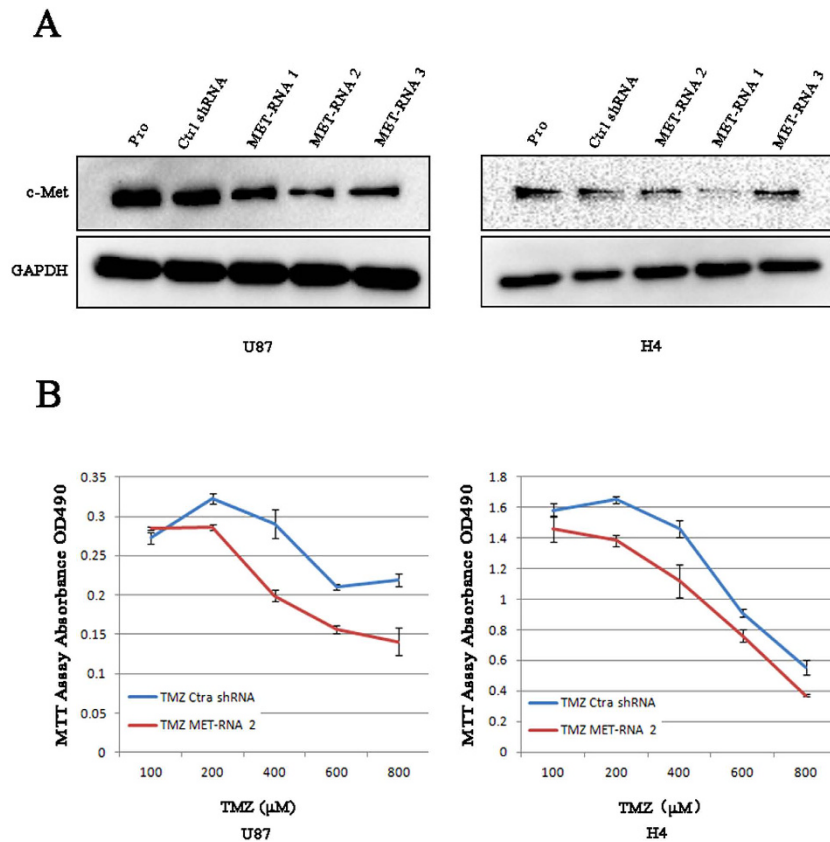 A
Pro
Ctrl shRNA
MET-RNA 1
MET-RNA 2
MET-RNA 3
Pro
Ctrl shRNA
MET-RNA 2
MET-RNA 1
MET-RNA 3
c-Met
GAPDH
U87
H4
B
MTT Assay Absorbance OD490
0.35
0.3
0.25
0.2
0.15
0.1
0.05
0
TMZ Ctra shRNA
TMZ MET-RNA 2
100
200
400
600
800
TMZ (μM)
U87
MTT Assay Absorbance OD490
1.8
1.6
1.4
1.2
1
0.8
0.6
0.4
0.2
0
TMZ Ctra shRNA
TMZ MET-RNA 2
100
200
400
600
800
TMZ (μM)
H4